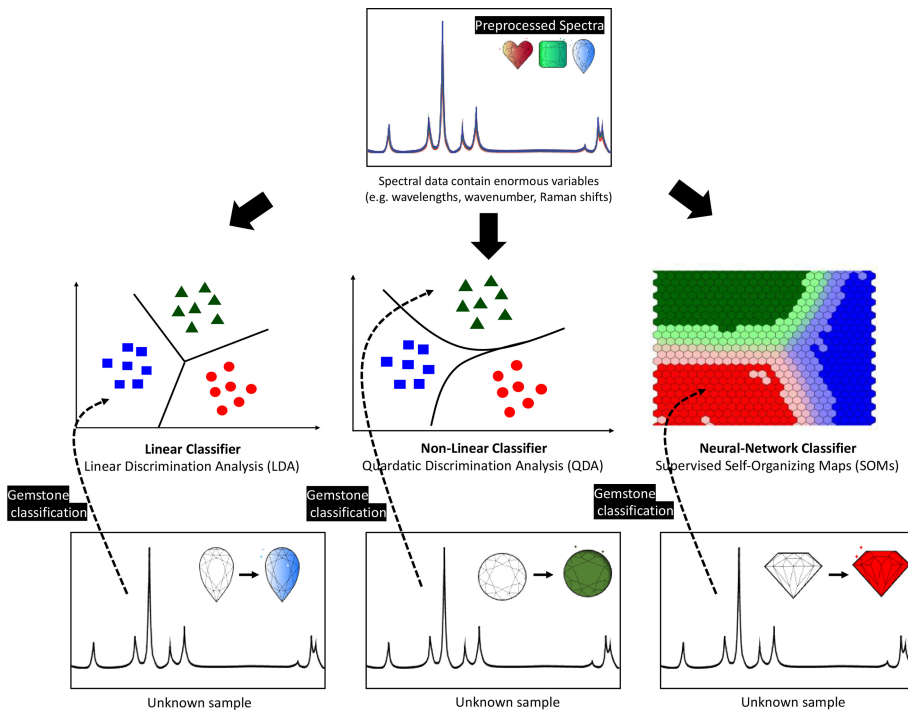 Preprocessed Spectra
Spectral data contain enormous variables
(e.g. wavelengths, wavenumber, Raman shifts)
Linear Classifier
Linear Discrimination Analysis (LDA)
Non-Linear Classifier
Quardatic Discrimination Analysis (QDA)
Neural-Network Classifier
Supervised Self-Organizing Maps (SOMs)
Gemstone
classification
Gemstone
classification
Gemstone
classification
Unknown sample
Unknown sample
Unknown sample